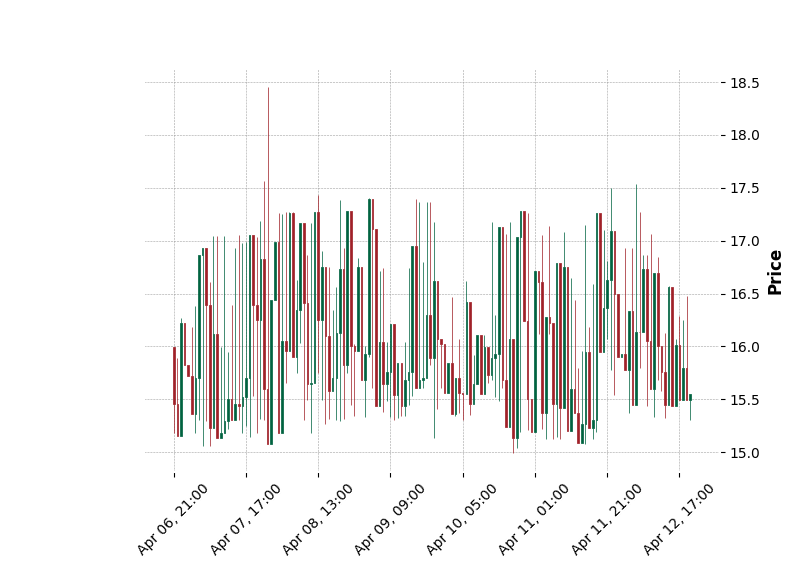 18.5
18.0
17.5
17.0
16.5
16.0
15.5
15.0
Price
Apr 06, 21:00
Apr 07, 17:00
Apr 08, 13:00
Apr 09, 09:00
Apr 10, 05:00
Apr 11, 01:00
Apr 11, 21:00
Apr 12, 17:00